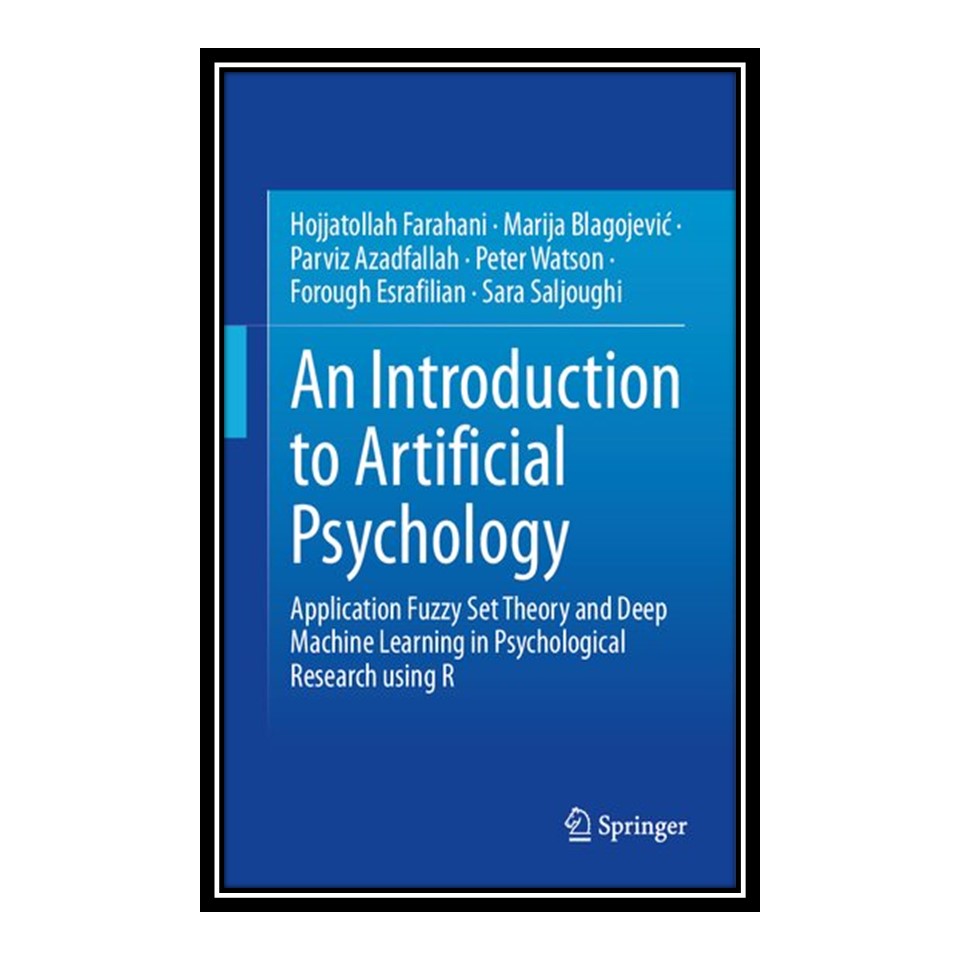 Hojjatollah Farahani · Marija Blagojević ·
Parviz Azadfallah · Peter Watson ·
Forough Esrafilian · Sara Saljoughi
An Introduction
to Artificial
Psychology
Application Fuzzy Set Theory and Deep
Machine Learning in Psychological
Research using R
Springer